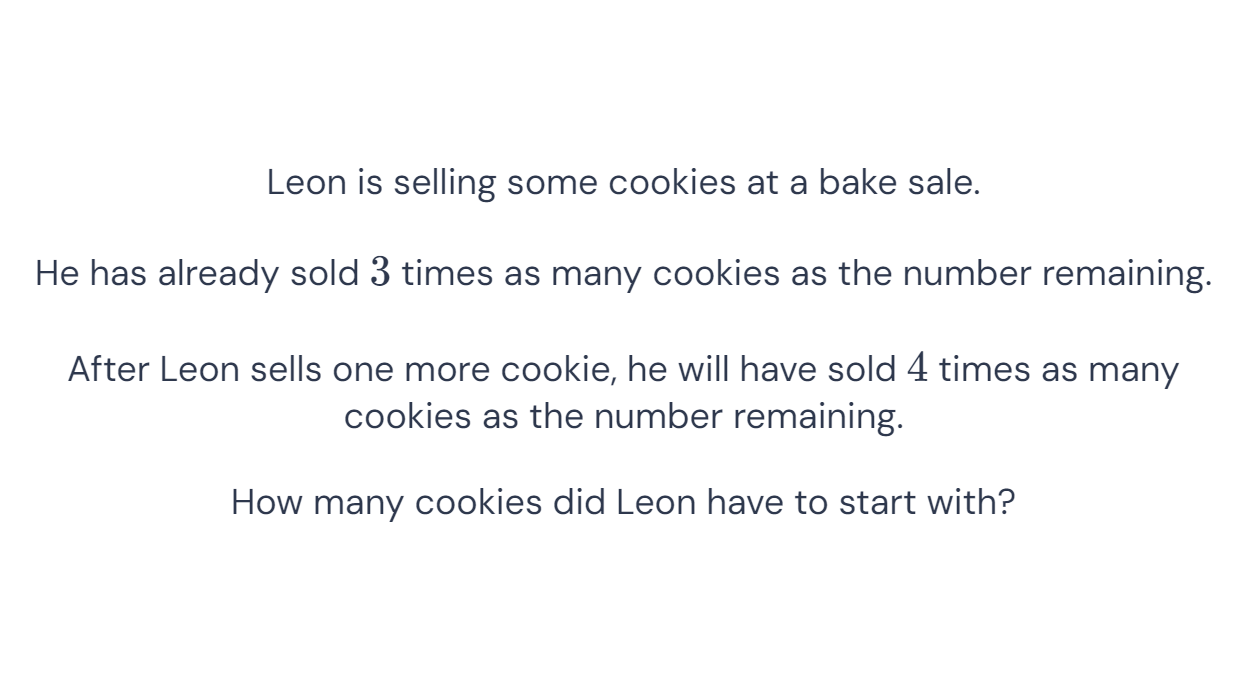 Leon is selling some cookies at a bake sale.
He has already sold 3 times as many cookies as the number remaining.
After Leon sells one more cookie, he will have sold 4 times as many
cookies as the number remaining.
How many cookies did Leon have to start with?